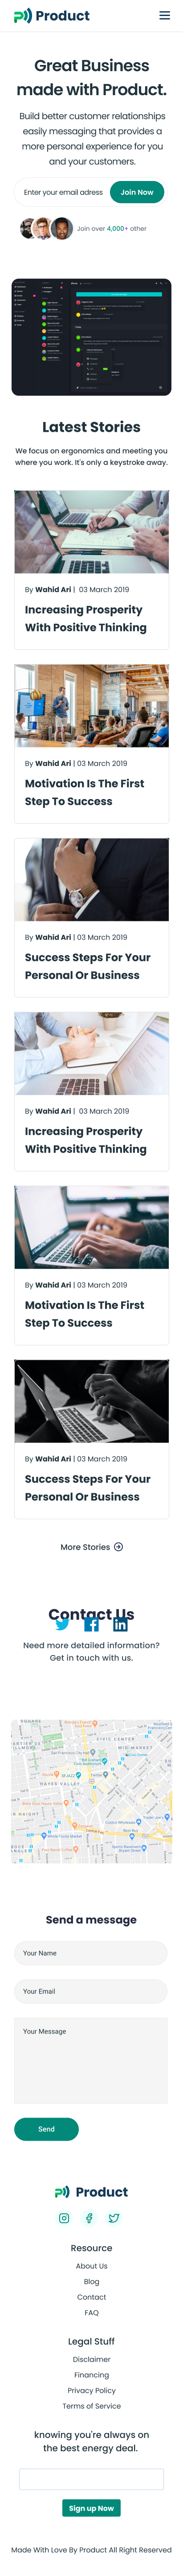 Product
Great Business
made with Product.
Build better customer relationships
easily messaging that provides a
more personal experience for you
and your customers.
Enter your email adress
Join Now
Join over 4,000+ other
Latest Stories
We focus on ergonomics and meeting you
where you work. It's only a keystroke away.
By Wahid Ari | 03 March 2019
Increasing Prosperity
With Positive Thinking
By Wahid Ari | 03 March 2019
Motivation Is The First
Step To Success
By Wahid Ari | 03 March 2019
Success Steps For Your
Personal Or Business
By Wahid Ari | 03 March 2019
Increasing Prosperity
With Positive Thinking
By Wahid Ari | 03 March 2019
Motivation Is The First
Step To Success
By Wahid Ari | 03 March 2019
Success Steps For Your
Personal Or Business
More Stories
Contact Us
Need more detailed information?
Get in touch with us.
CIVIC CENTER
HAYES VALLEY
MID-MARKET
Send a message
Your Name
Your Email
Your Message
Send
Product
Resource
About Us
Blog
Contact
FAQ
Legal Stuff
Disclaimer
Financing
Privacy Policy
Terms of Service
knowing you're always on
the best energy deal.
Sign up Now
Made With Love By Product All Right Reserved